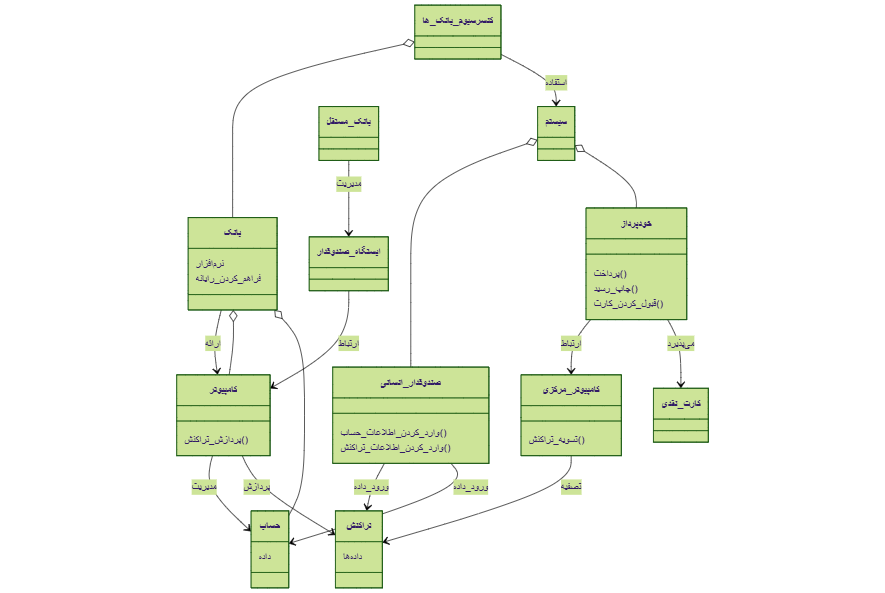 کنسرسیوم_بانک_ها
استفاده
بانک_مستقل
سیستم
مدیریت
بانک
نرم‌افزار
فراهم_کردن_رایانه
ایستگاه_صندوقدار
خودپرداز
پرداخت()
چاپ_رسید()
قبول_کردن_کارت()
ارائه
ارتباط
ارتباط
می‌پذیرد
کامپیوتر
پردازش_تراکنش()
صندوقدار_انسانی
وارد_کردن_اطلاعات_حساب()
وارد_کردن_اطلاعات_تراکنش()
کامپیوتر_مرکزی
تسویه_تراکنش()
کارت_نقدی
مدیریت
پردازش
ورود_داده
ورود_داده
تصفیه
حساب
داده
تراکنش
داده‌ها